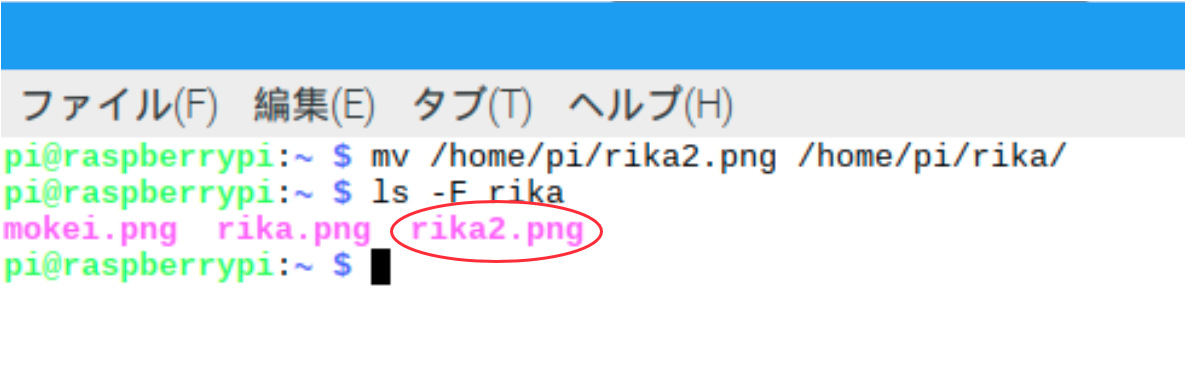 ファイル(F) 編集(E) タブ(T) ヘルプ(H)
pi@raspberrypi:~ $ mv /home/pi/rika2.png /home/pi/rika/
pi@raspberrypi:~ $ ls -F rika
mokei.png rika.png rika2.png
pi@raspberrypi:~ $